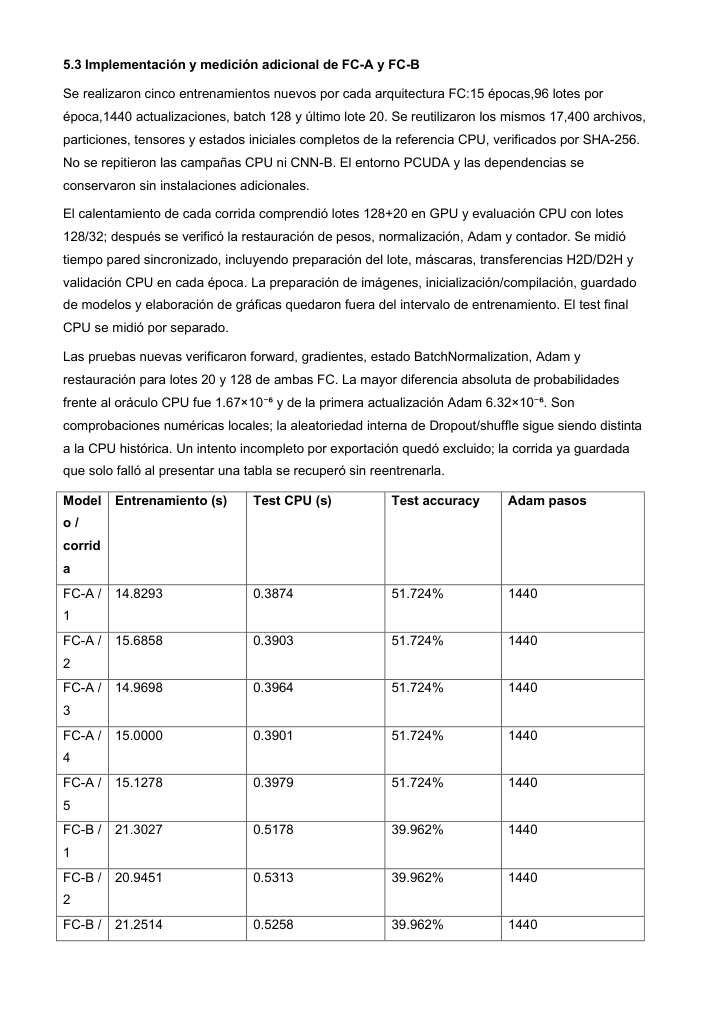 5.3 Implementación y medición adicional de FC-A y FC-B
Se realizaron cinco entrenamientos nuevos por cada arquitectura FC:15 épocas,96 lotes por
época,1440 actualizaciones, batch 128 y último lote 20. Se reutilizaron los mismos 17,400 archivos,
particiones, tensores y estados iniciales completos de la referencia CPU, verificados por SHA-256.
No se repitieron las campañas CPU ni CNN-B. El entorno PCUDA y las dependencias se
conservaron sin instalaciones adicionales.
El calentamiento de cada corrida comprendió lotes 128+20 en GPU y evaluación CPU con lotes
128/32; después se verificó la restauración de pesos, normalización, Adam y contador. Se midió
tiempo pared sincronizado, incluyendo preparación del lote, máscaras, transferencias H2D/D2H y
validación CPU en cada época. La preparación de imágenes, inicialización/compilación, guardado
de modelos y elaboración de gráficas quedaron fuera del intervalo de entrenamiento. El test final
CPU se midió por separado.
Las pruebas nuevas verificaron forward, gradientes, estado BatchNormalization, Adam y
restauración para lotes 20 y 128 de ambas FC. La mayor diferencia absoluta de probabilidades
frente al oráculo CPU fue 1.67×10⁻⁶ y de la primera actualización Adam 6.32×10⁻⁶. Son
comprobaciones numéricas locales; la aleatoriedad interna de Dropout/shuffle sigue siendo distinta
a la CPU histórica. Un intento incompleto por exportación quedó excluido; la corrida ya guardada
que solo falló al presentar una tabla se recuperó sin reentrenarla.
Model Entrenamiento (s) Test CPU (s) Test accuracy Adam pasos
o /
corrid
a
FC-A / 14.8293 0.3874 51.724% 1440
1
FC-A / 15.6858 0.3903 51.724% 1440
2
FC-A / 14.9698 0.3964 51.724% 1440
3
FC-A / 15.0000 0.3901 51.724% 1440
4
FC-A / 15.1278 0.3979 51.724% 1440
5
FC-B / 21.3027 0.5178 39.962% 1440
1
FC-B / 20.9451 0.5313 39.962% 1440
2
FC-B / 21.2514 0.5258 39.962% 1440